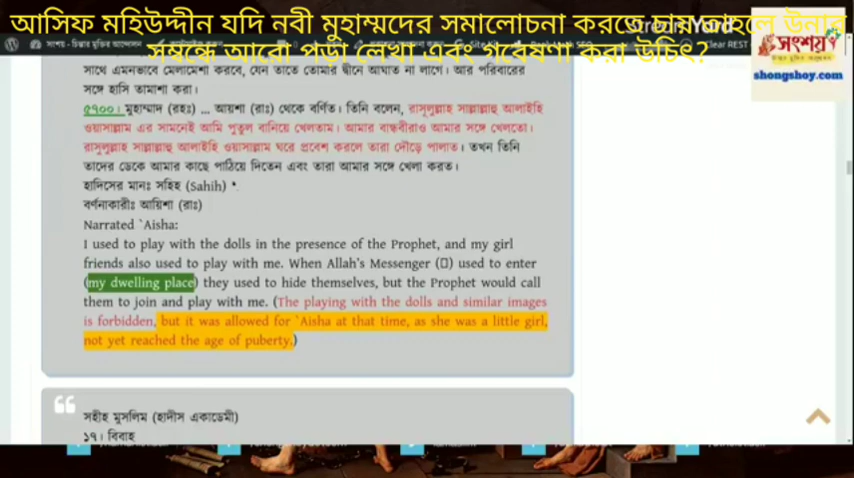 আসিফ মহিউদ্দীন যদি নবী মুহাম্মদের সমালোচনা করতে চায় তাহলে উনার
সম্বন্ধে আরো পড়া লেখা এবং গবেষণা করা উচিৎ?
সংশয়
চিন্তার মুক্তির আন্দোলন
shongshoy.com
সংশয় - চিন্তার মুক্তির আন্দোলন
সাথে এমনভাবে মেলামেশা করবে, যেন তাতে তোমার দ্বীনে আঘাত না লাগে। আর পরিবারের
সঙ্গে হাসি তামাশা করা।
৫৭০০। মুহাম্মাদ (রহঃ) ... আয়শা (রাঃ) থেকে বর্ণিত। তিনি বলেন, রাসূলুল্লাহ সাল্লাল্লাহু আলাইহি
ওয়াসাল্লাম এর সামনেই আমি পুতুল বানিয়ে খেলতাম। আমার বান্ধবীরাও আমার সঙ্গে খেলতো।
রাসূলুল্লাহ সাল্লাল্লাহু আলাইহি ওয়াসাল্লাম ঘরে প্রবেশ করলে তারা দৌড়ে পালাত। তখন তিনি
তাদের ডেকে আমার কাছে পাঠিয়ে দিতেন এবং তারা আমার সঙ্গে খেলা করত।
হাদিসের মানঃ সহিহ (Sahih)
বর্ণনাকারীঃ আয়িশা (রাঃ)
Narrated `Aisha:
I used to play with the dolls in the presence of the Prophet, and my girl
friends also used to play with me. When Allah's Messenger (▯) used to enter
(my dwelling place) they used to hide themselves, but the Prophet would call
them to join and play with me. (The playing with the dolls and similar images
is forbidden, but it was allowed for `Aisha at that time, as she was a little girl,
not yet reached the age of puberty.)
সহীহ মুসলিম (হাদীস একাডেমী)
১৭। বিবাহ